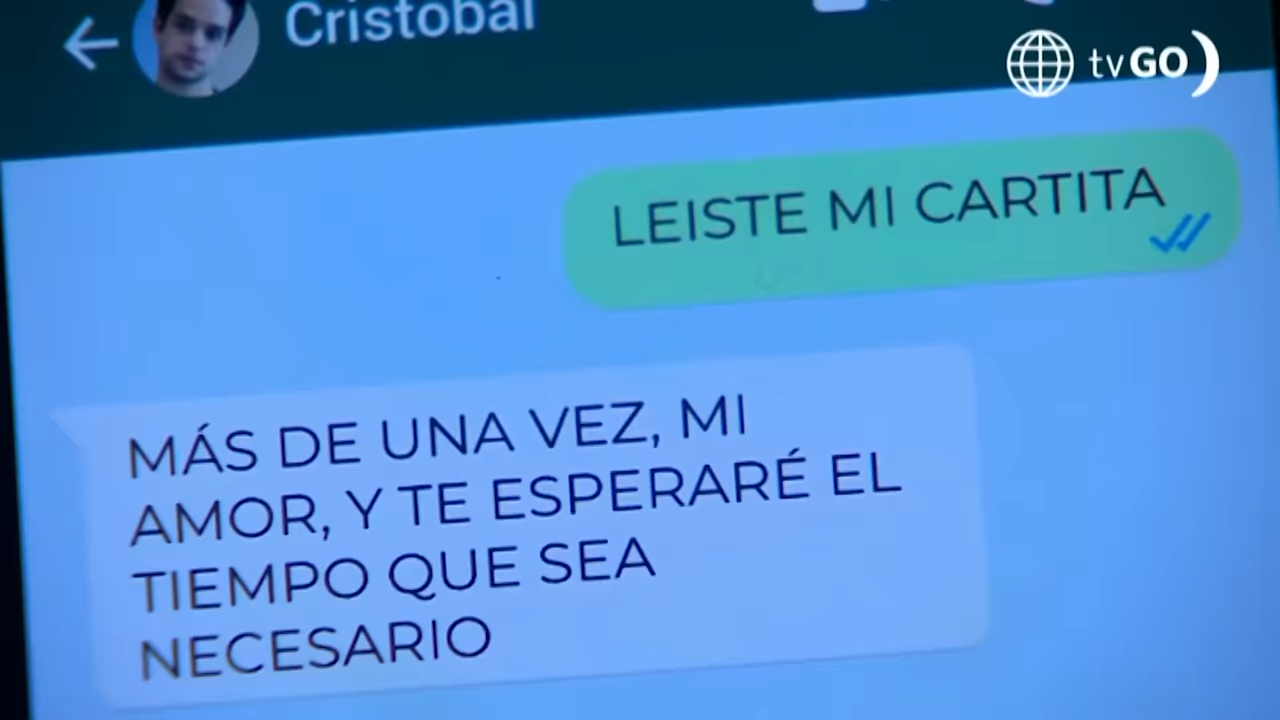 Cristobal
tvGO
LEISTE MI CARTITA
MÁS DE UNA VEZ, MI
AMOR, Y TE ESPERARÉ EL
TIEMPO QUE SEA
NECESARIO